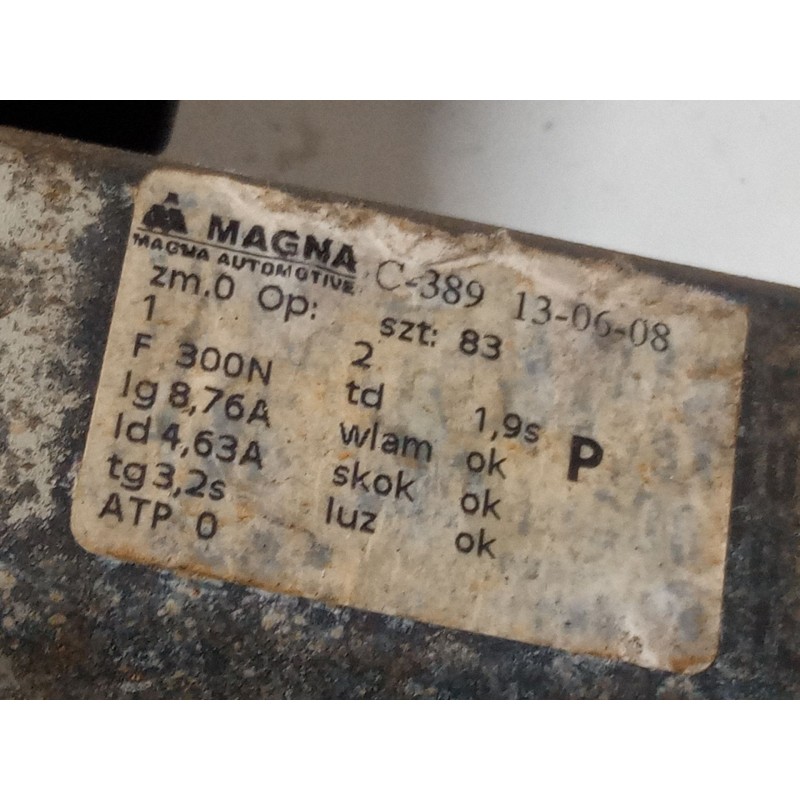 MAGNA
MAGNA AUTOMOTIVE C-389 13-06-08
zm.0 Op: szt: 83
1 2
F 300N td 1,9s P
Ig 8,76A wlam ok
Id 4,63A skok ok
tg 3,2s luz ok
ATP 0